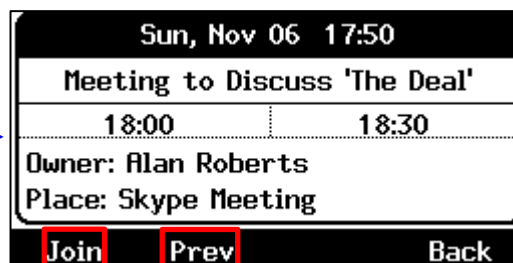 Sun, Nov 06 17:50
Meeting to Discuss 'The Deal'
18:00 18:30
Owner: Alan Roberts
Place: Skype Meeting
Join Prev Back